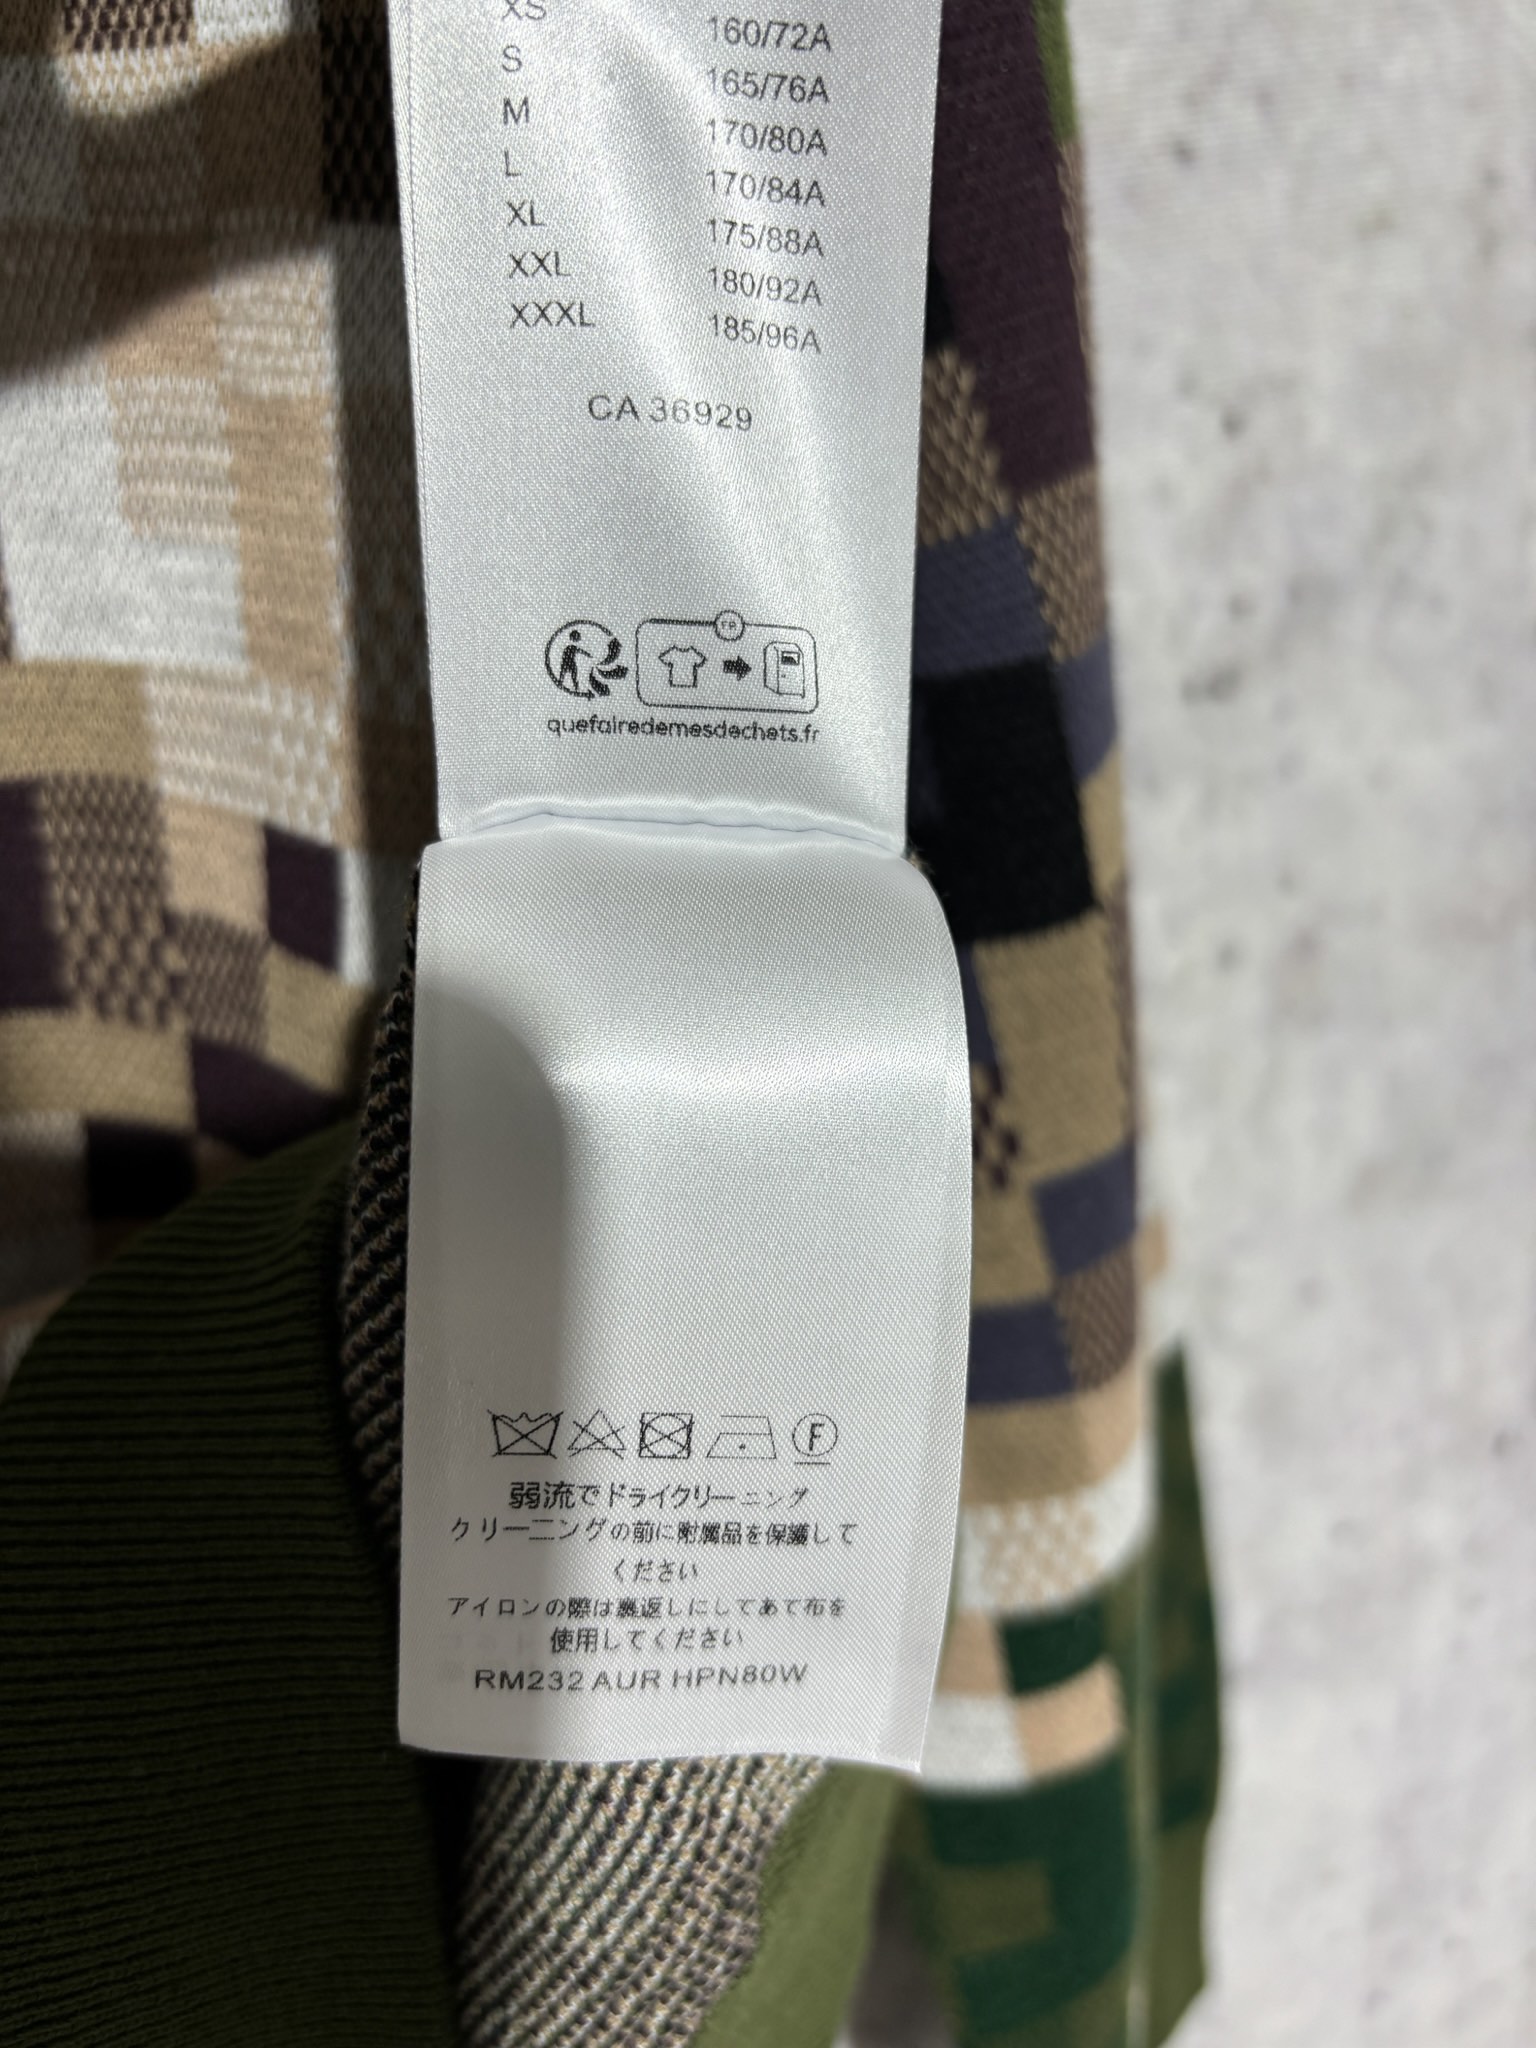 XS 160/72A
S 165/76A
M 170/80A
L 170/84A
XL 175/88A
XXL 180/92A
XXXL 185/96A
CA 36929
FR
quefairedemesdechets.fr
F
弱流でドライクリーニング
クリーニングの前に附属品を保護して
ください
アイロンの際は裏返しにしてあて布を
使用してください
RM232 AUR HPN80W